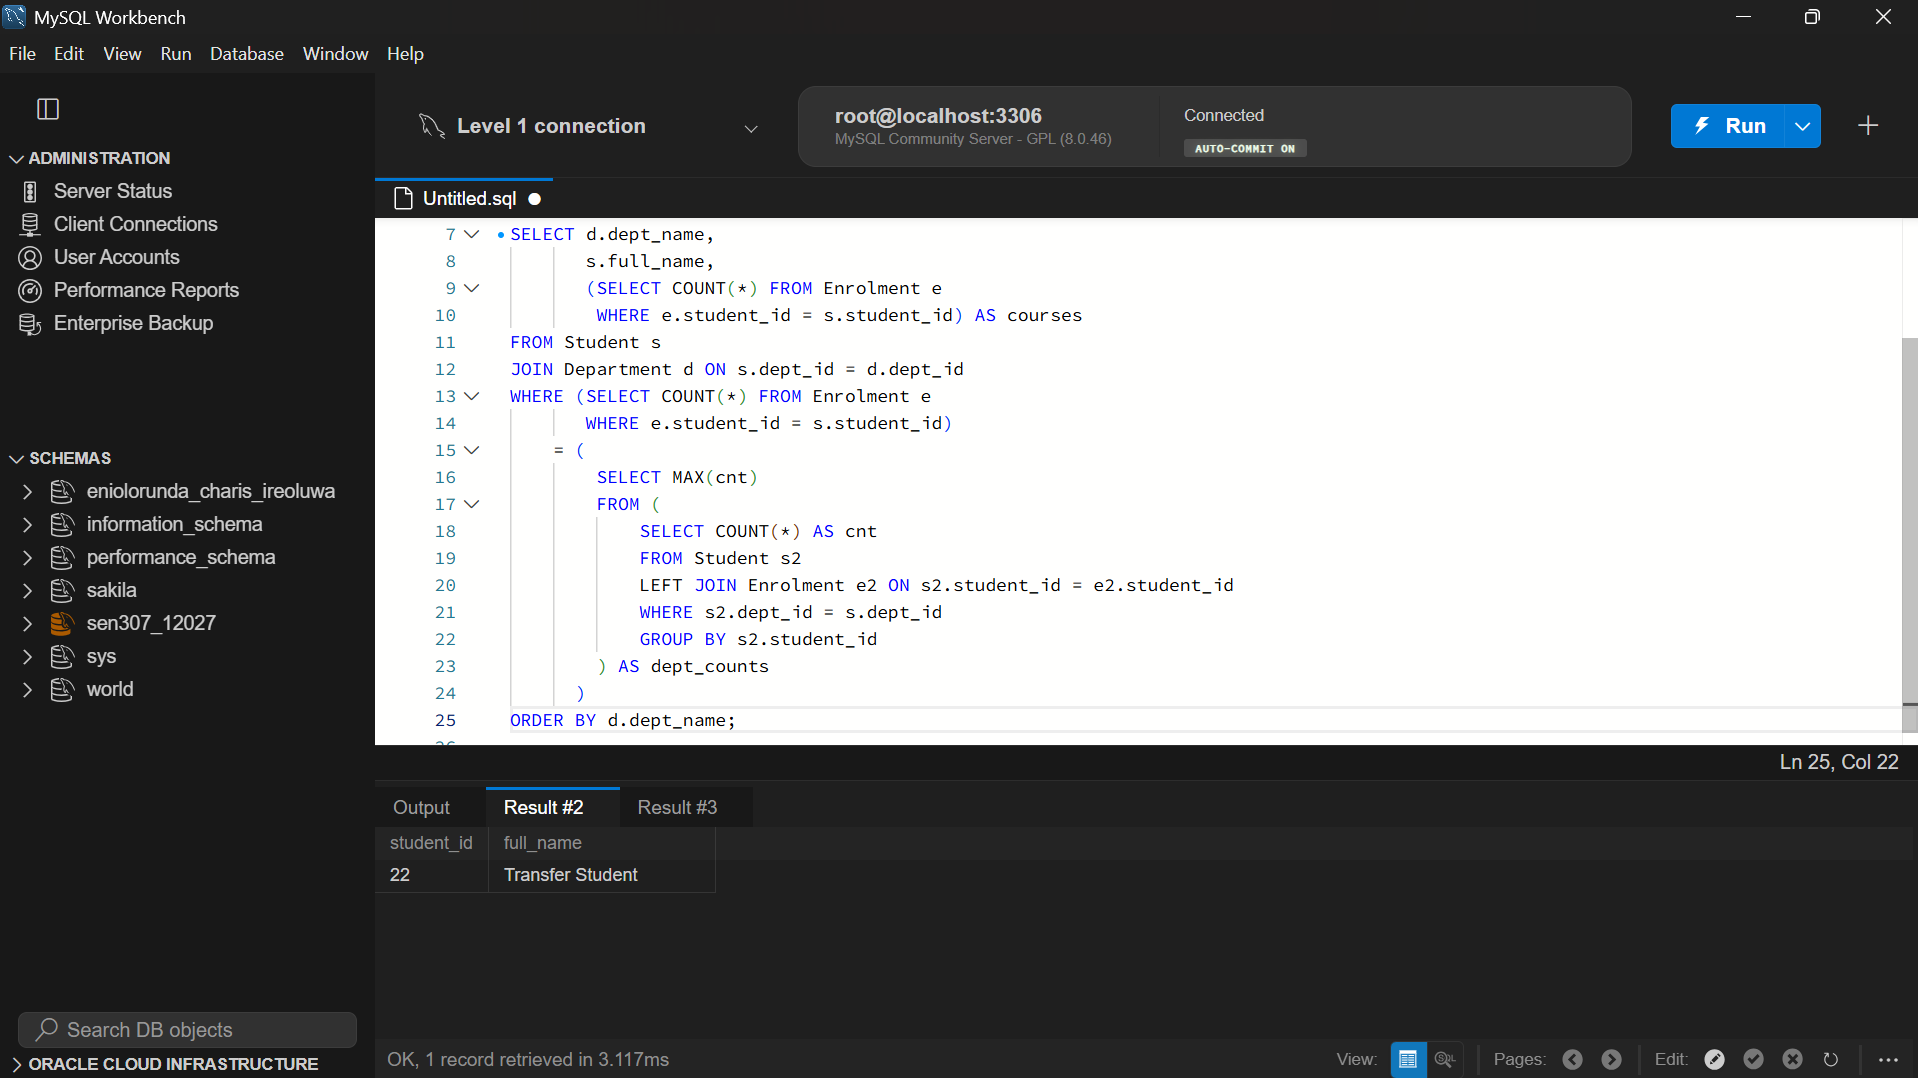 MySQL Workbench
File Edit View Run Database Window Help
Level 1 connection
root@localhost:3306
MySQL Community Server - GPL (8.0.46)
Connected
AUTO-COMMIT ON
Run
ADMINISTRATION
Server Status
Client Connections
User Accounts
Performance Reports
Enterprise Backup
SCHEMAS
eniolorunda_charis_ireoluwa
information_schema
performance_schema
sakila
sen307_12027
sys
world
Search DB objects
ORACLE CLOUD INFRASTRUCTURE
Untitled.sql
7 SELECT d.dept_name,
8 s.full_name,
9 (SELECT COUNT(*) FROM Enrolment e
10 WHERE e.student_id = s.student_id) AS courses
11 FROM Student s
12 JOIN Department d ON s.dept_id = d.dept_id
13 WHERE (SELECT COUNT(*) FROM Enrolment e
14 WHERE e.student_id = s.student_id)
15 = (
16 SELECT MAX(cnt)
17 FROM (
18 SELECT COUNT(*) AS cnt
19 FROM Student s2
20 LEFT JOIN Enrolment e2 ON s2.student_id = e2.student_id
21 WHERE s2.dept_id = s.dept_id
22 GROUP BY s2.student_id
23 ) AS dept_counts
24 )
25 ORDER BY d.dept_name;
Ln 25, Col 22
Output Result #2 Result #3
student_id full_name
22 Transfer Student
OK, 1 record retrieved in 3.117ms
View: SQL Pages: Edit: